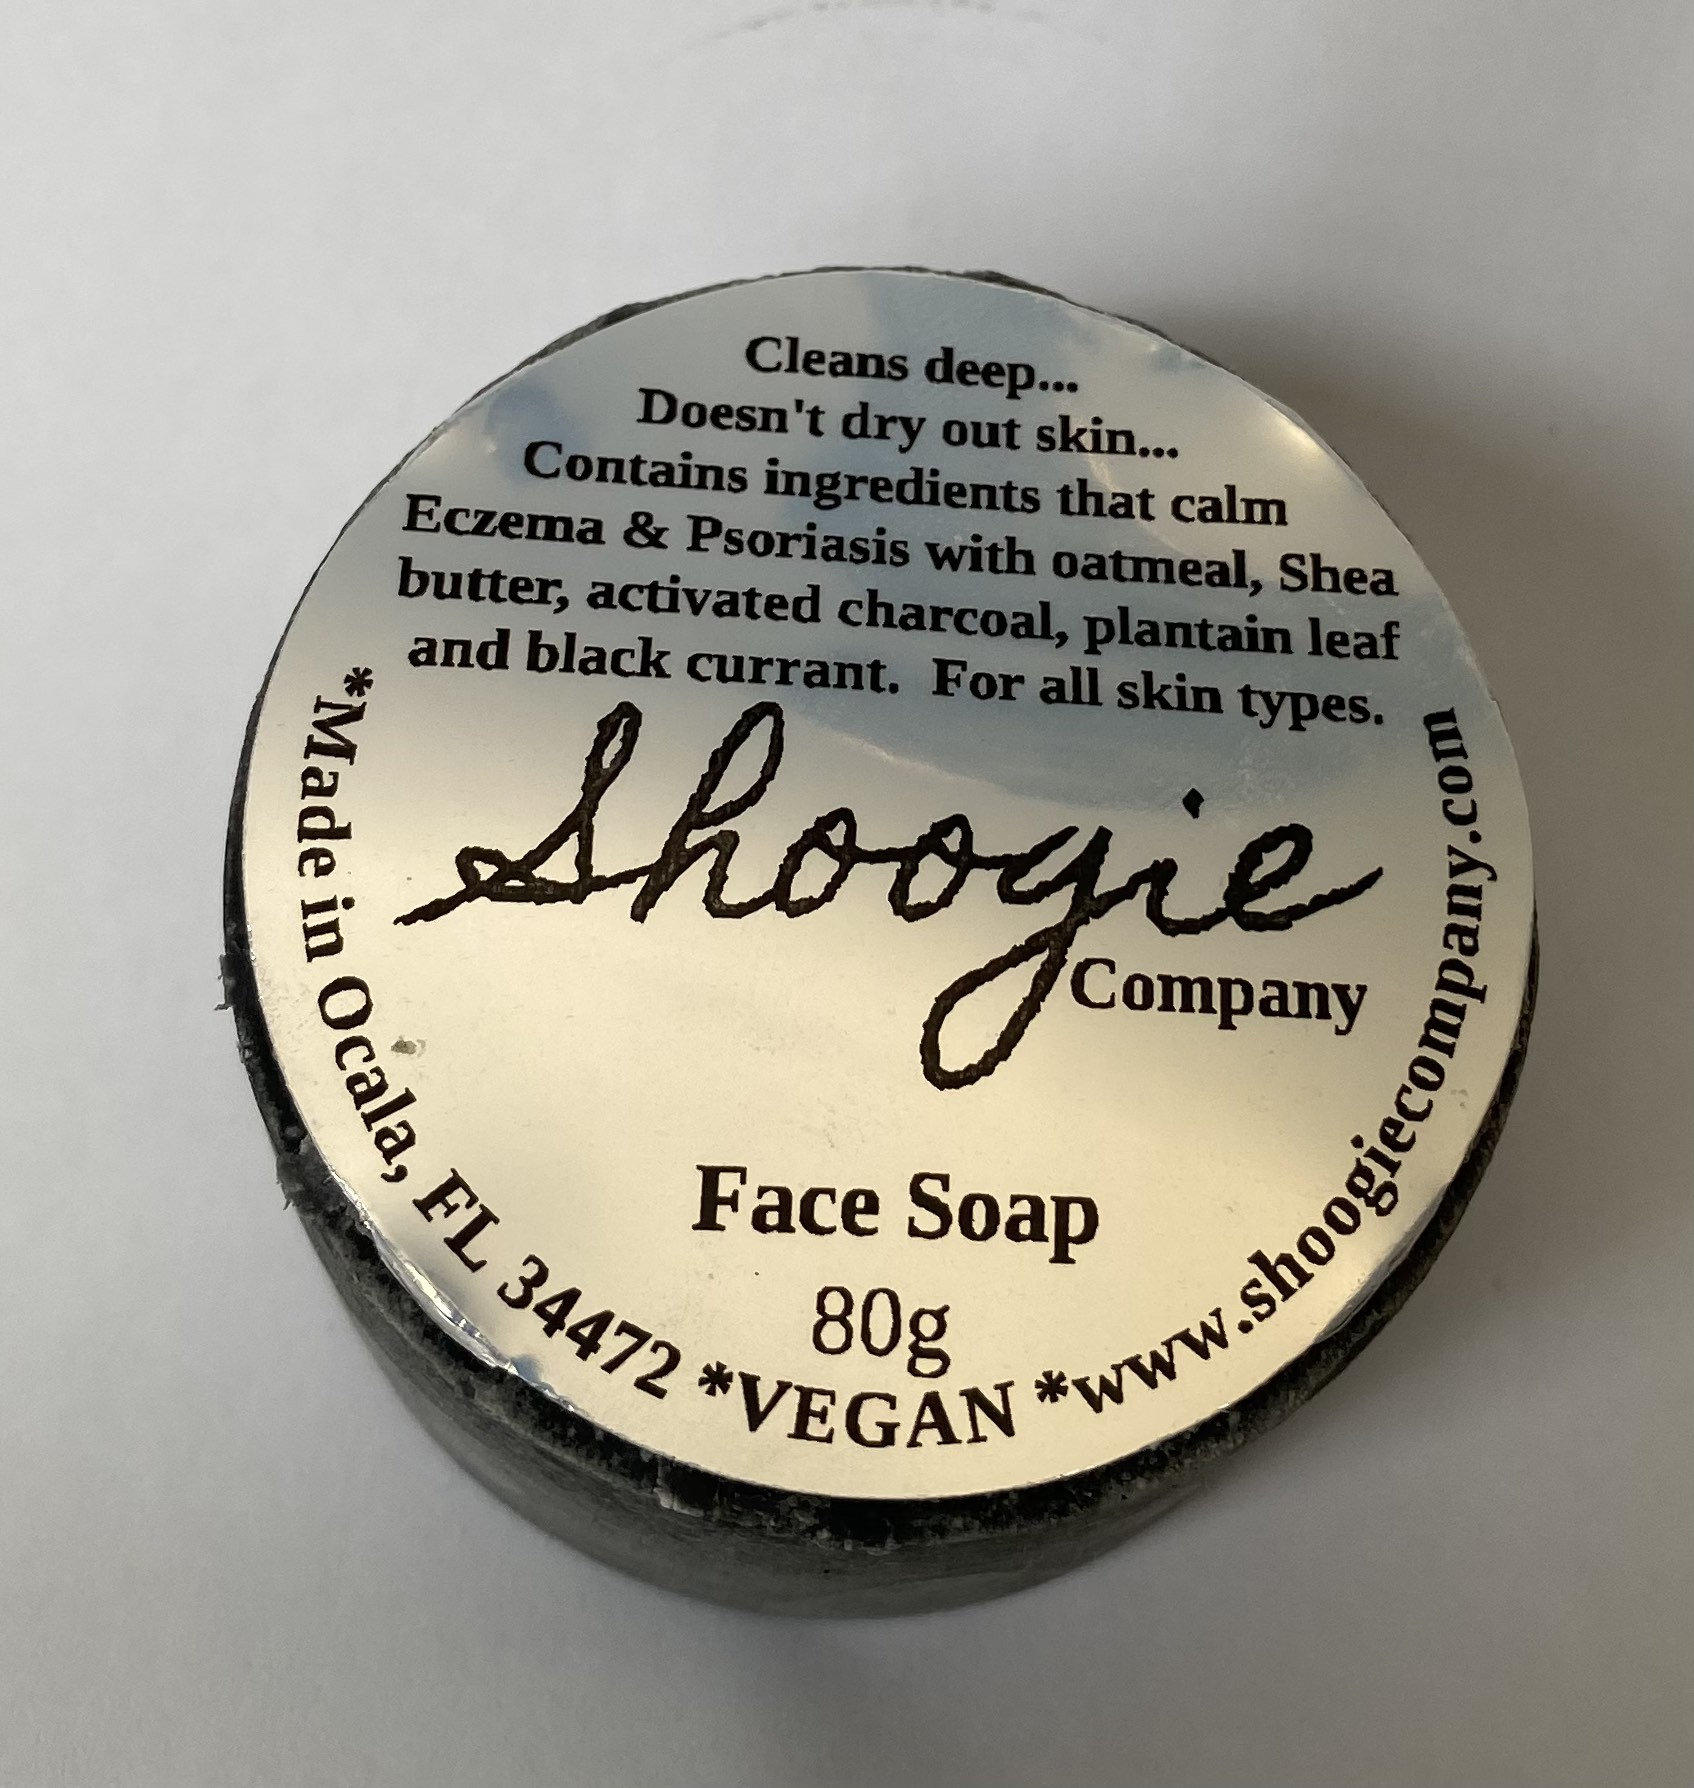 Cleans deep...
Doesn't dry out skin...
Contains ingredients that calm
Eczema & Psoriasis with oatmeal, Shea
butter, activated charcoal, plantain leaf
and black currant.  For all skin types.
Shoogie
Company
Face Soap
80g
*Made in Ocala, FL 34472 *VEGAN *www.shoogiecompany.com